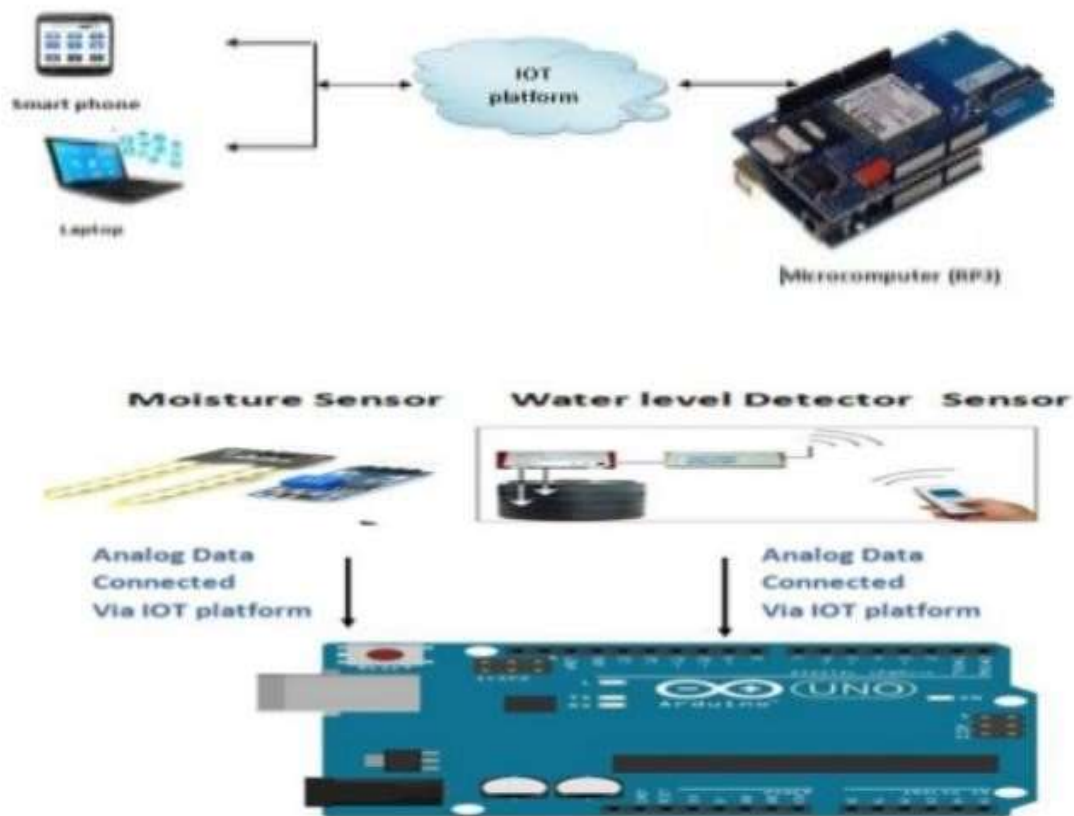 IOT
platform
Smart phone
Laptop
Microcomputer (RP3)
Moisture Sensor
Water level Detector Sensor
Analog Data
Connected
Via IOT platform
Analog Data
Connected
Via IOT platform
UNO
Arduino